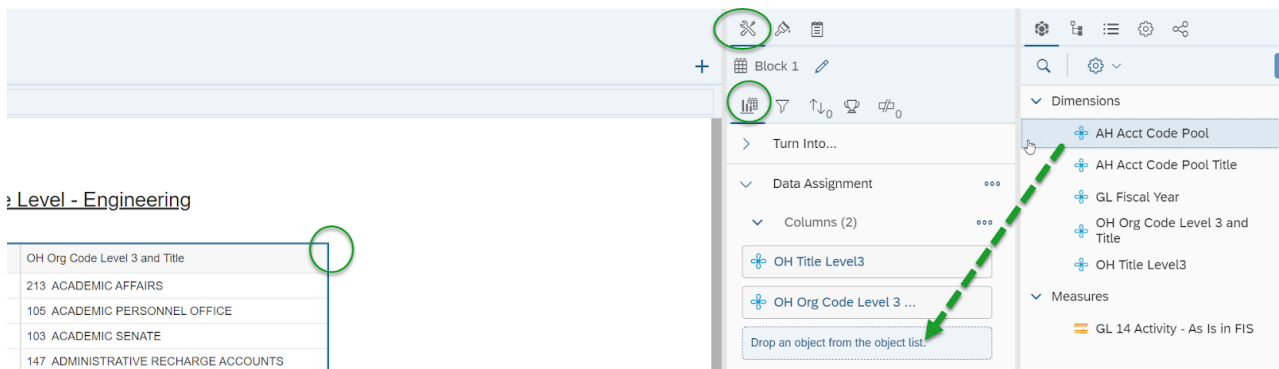 Block 1
0
0
Turn Into...
Data Assignment
Columns (2)
OH Title Level3
OH Org Code Level 3 ...
Drop an object from the object list.
Dimensions
AH Acct Code Pool
AH Acct Code Pool Title
GL Fiscal Year
OH Org Code Level 3 and
Title
OH Title Level3
Measures
GL 14 Activity - As Is in FIS
Level - Engineering
OH Org Code Level 3 and Title
213 ACADEMIC AFFAIRS
105 ACADEMIC PERSONNEL OFFICE
103 ACADEMIC SENATE
147 ADMINISTRATIVE RECHARGE ACCOUNTS